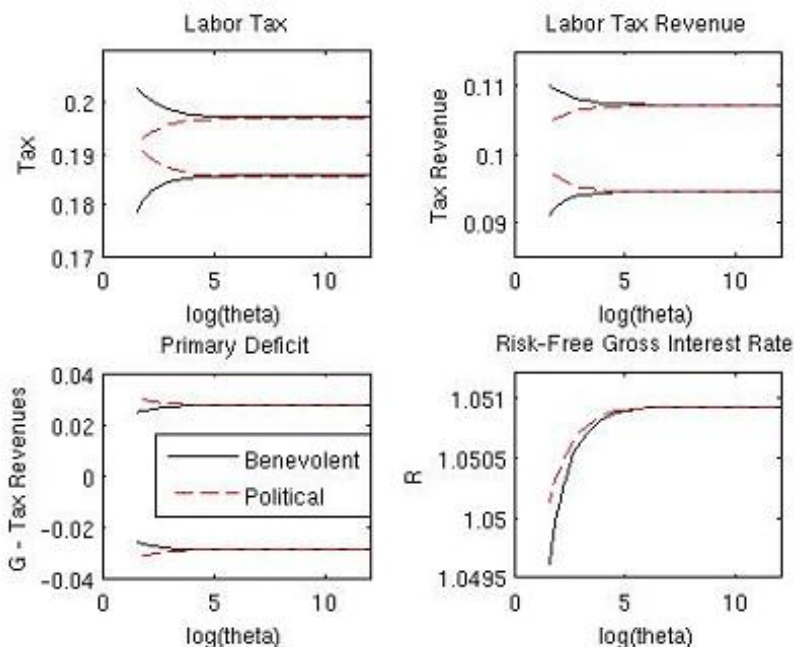 Labor Tax
0.2
0.19
0.18
0.17
Tax
0
5
10
log(theta)
Labor Tax Revenue
0.11
0.1
0.09
Tax Revenue
0
5
10
log(theta)
Primary Deficit
0.04
0.02
0
-0.02
-0.04
G - Tax Revenues
Benevolent
Political
0
5
10
log(theta)
Risk-Free Gross Interest Rate
1.051
1.0505
1.05
1.0495
R
0
5
10
log(theta)